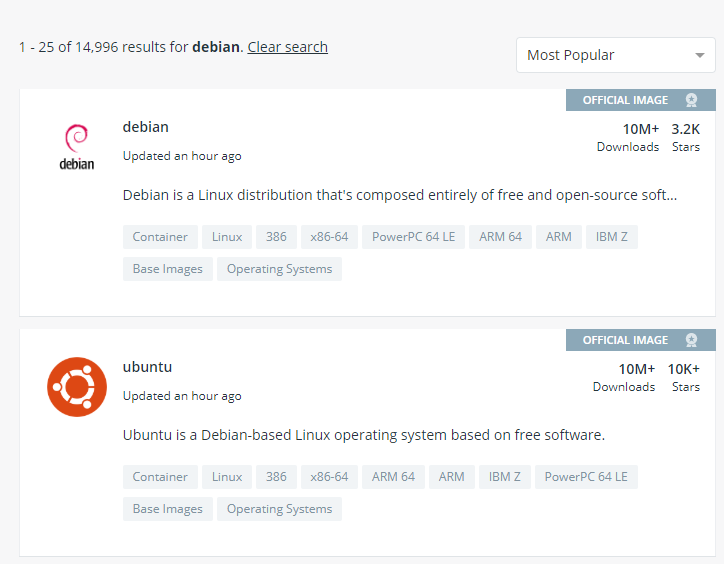 1 - 25 of 14,996 results for debian. Clear search
Most Popular
OFFICIAL IMAGE
debian
debian
10M+ 3.2K
Downloads Stars
Updated an hour ago
Debian is a Linux distribution that's composed entirely of free and open-source soft...
Container Linux 386 x86-64 PowerPC 64 LE ARM 64 ARM IBM Z
Base Images Operating Systems
OFFICIAL IMAGE
ubuntu
10M+ 10K+
Downloads Stars
Updated an hour ago
Ubuntu is a Debian-based Linux operating system based on free software.
Container Linux 386 x86-64 ARM 64 ARM IBM Z PowerPC 64 LE
Base Images Operating Systems